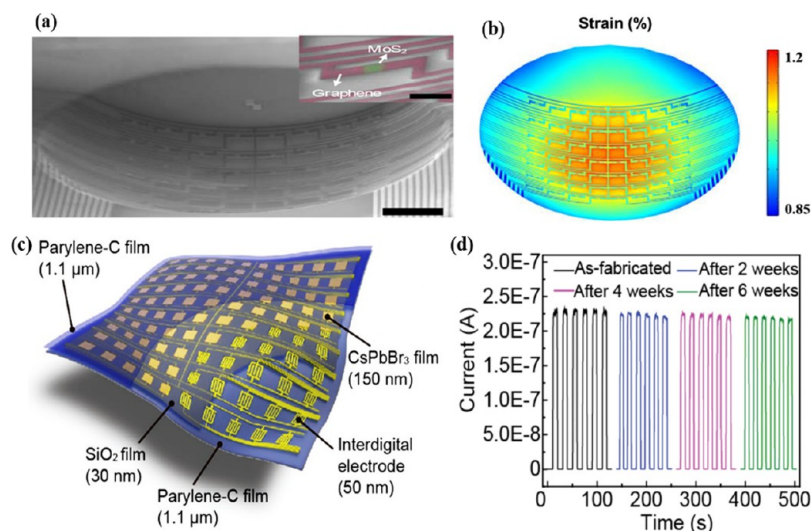 (a)
MoS₂
Graphene
(b)
Strain (%)
1.2
0.85
(c)
Parylene-C film
(1.1 μm)
CsPbBr₃ film
(150 nm)
SiO₂ film
(30 nm)
Interdigital
electrode
(50 nm)
Parylene-C film
(1.1 μm)
(d)
As-fabricated After 2 weeks
After 4 weeks After 6 weeks
3.0E-7
2.5E-7
2.0E-7
1.5E-7
1.0E-7
5.0E-8
0
Current (A)
0 100 200 300 400 500
Time (s)